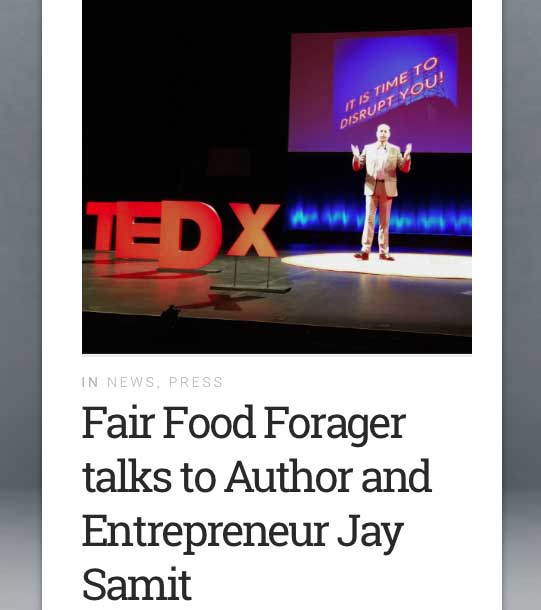 IT IS TIME TO
DISRUPT YOU!
TEDX
IN NEWS, PRESS
Fair Food Forager
talks to Author and
Entrepreneur Jay
Samit